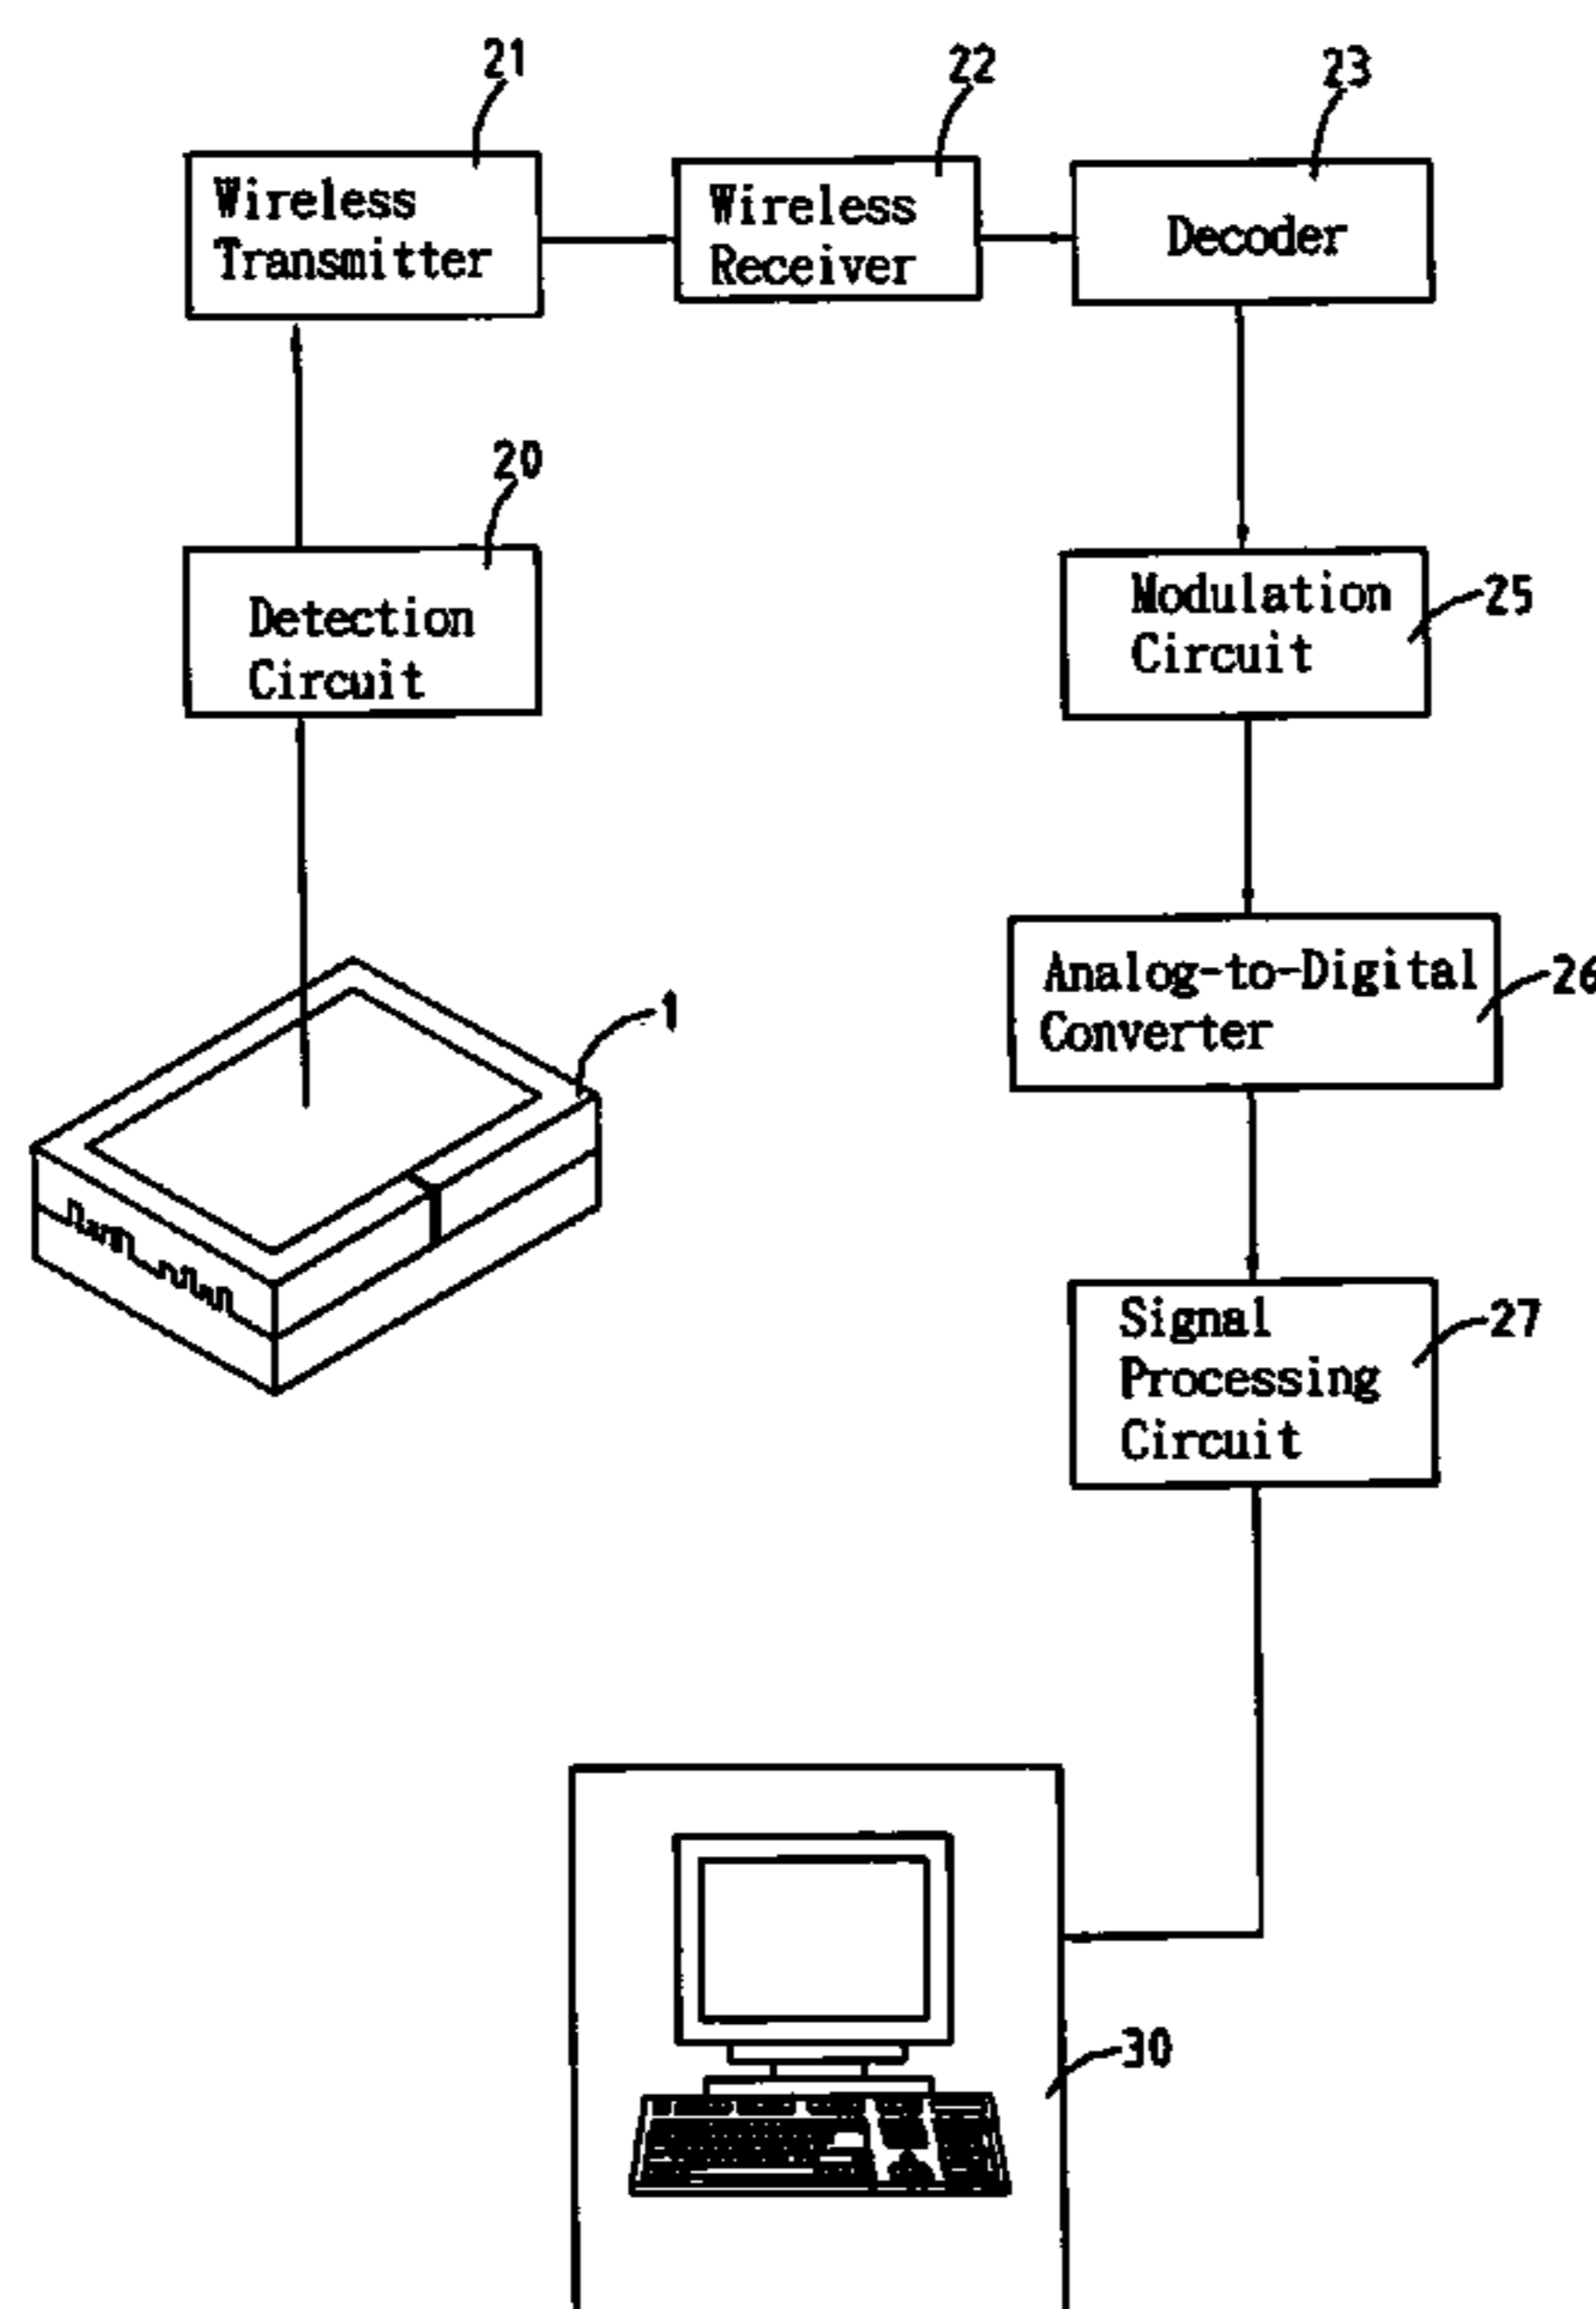 21
22
23
Wireless
Transmitter
Wireless
Receiver
Decoder
20
Detection
Circuit
Modulation
Circuit
25
Analog-to-Digital
Converter
26
1
Signal
Processing
Circuit
27
30